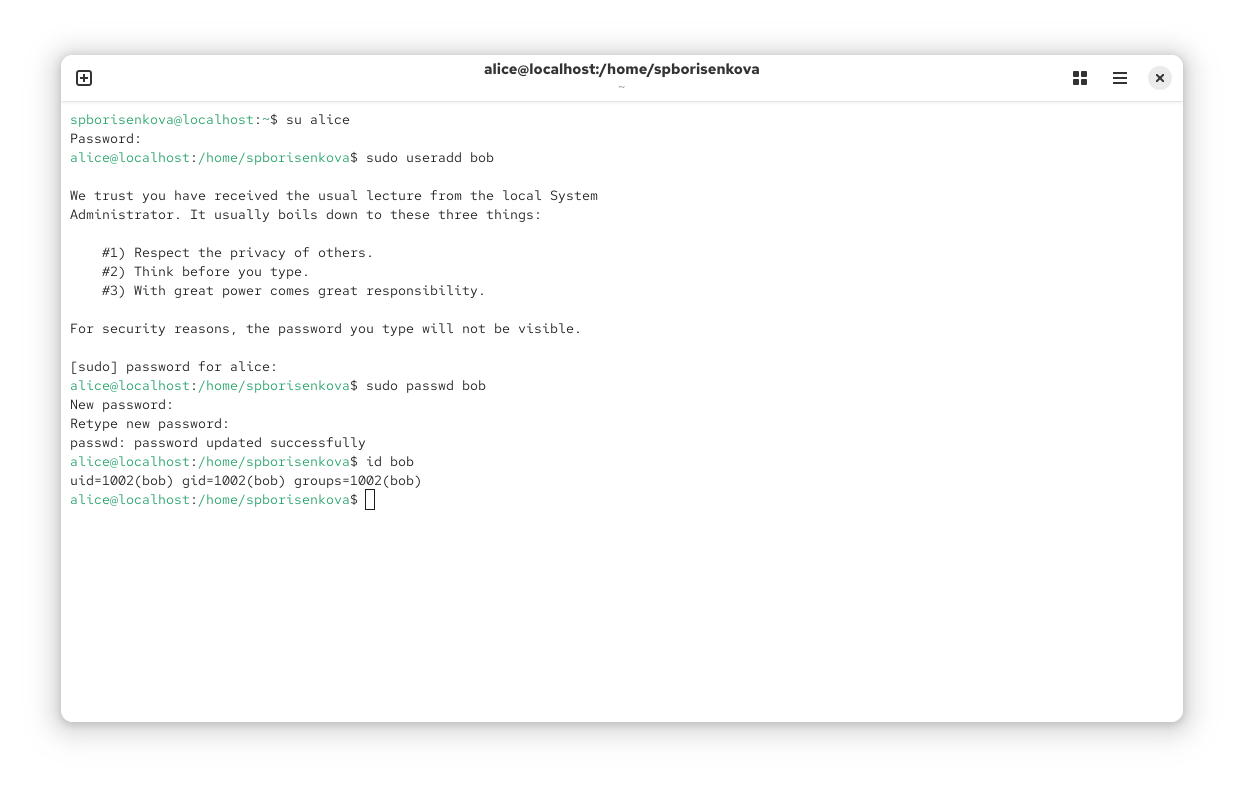 alice@localhost:/home/spborisenkova
~
spborisenkova@localhost:~$ su alice
Password:
alice@localhost:/home/spborisenkova$ sudo useradd bob
We trust you have received the usual lecture from the local System
Administrator. It usually boils down to these three things:
#1) Respect the privacy of others.
#2) Think before you type.
#3) With great power comes great responsibility.
For security reasons, the password you type will not be visible.
[sudo] password for alice:
alice@localhost:/home/spborisenkova$ sudo passwd bob
New password:
Retype new password:
passwd: password updated successfully
alice@localhost:/home/spborisenkova$ id bob
uid=1002(bob) gid=1002(bob) groups=1002(bob)
alice@localhost:/home/spborisenkova$